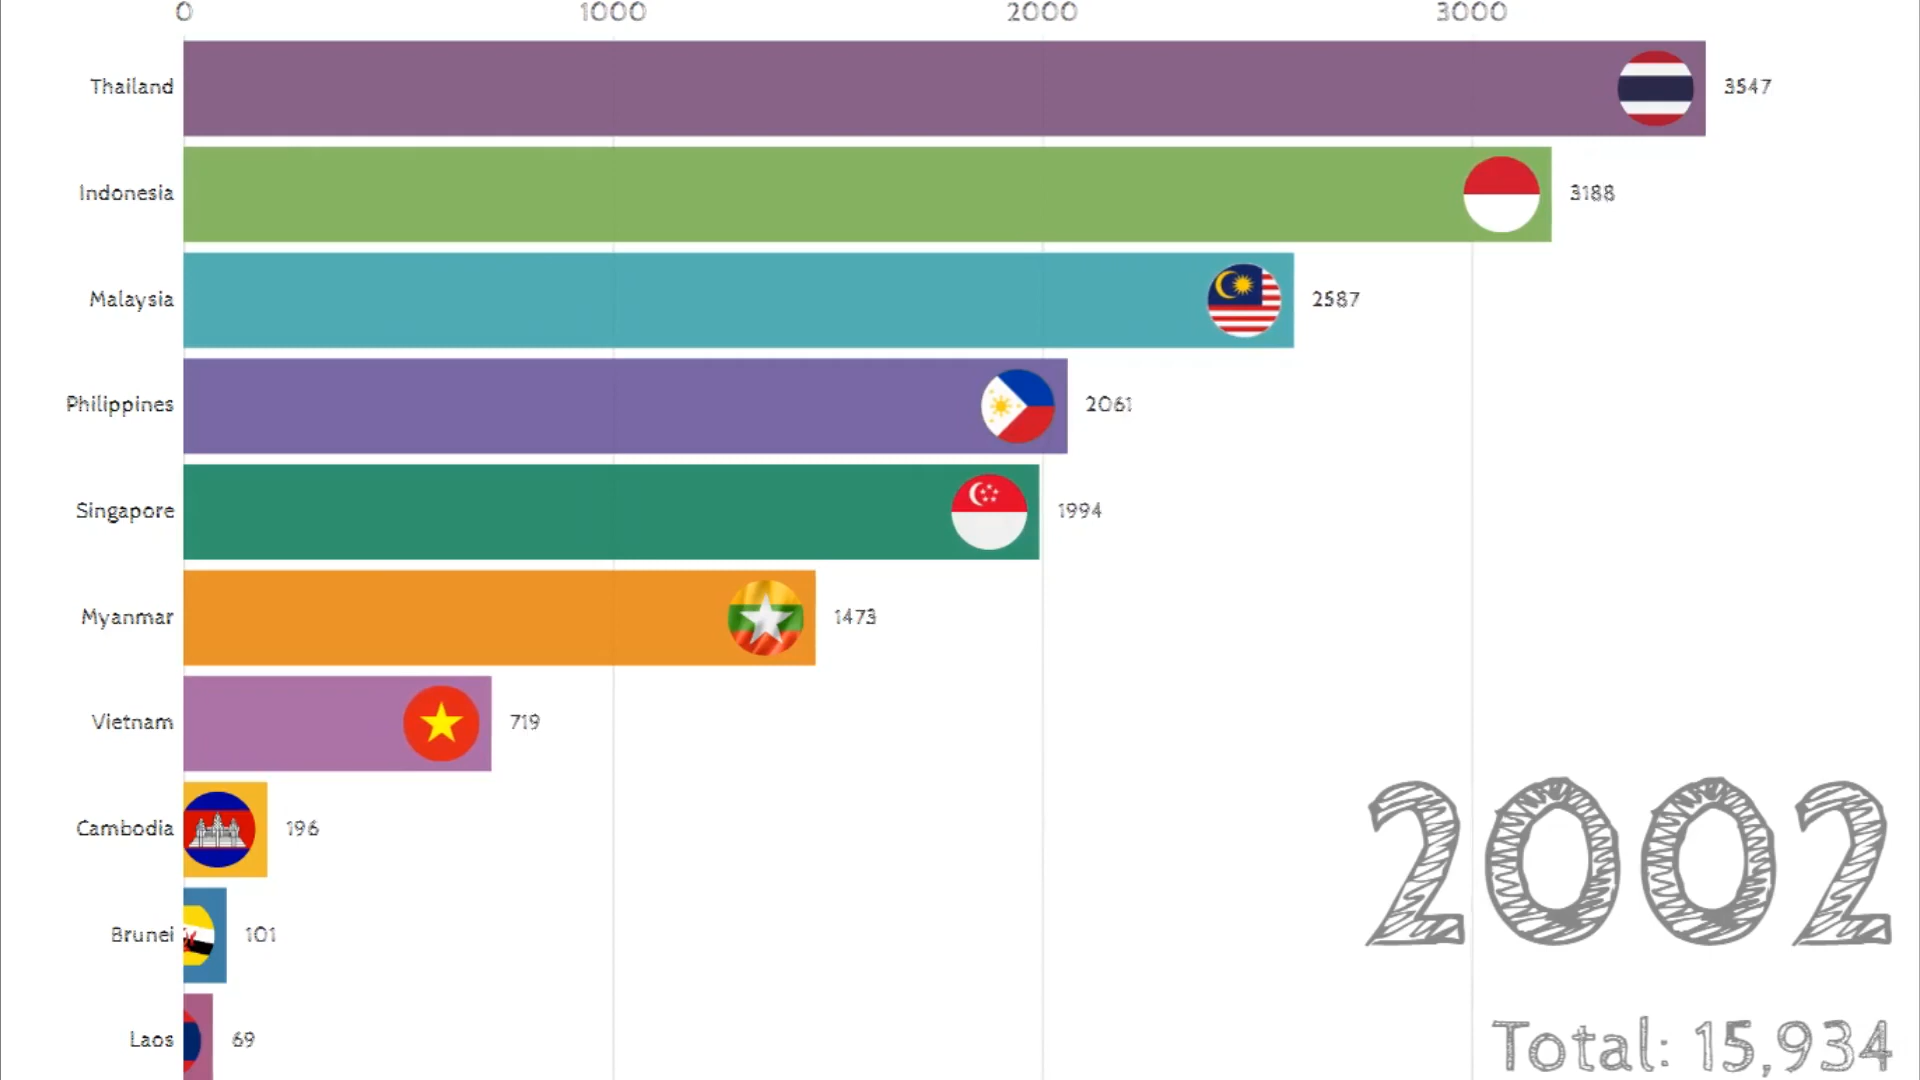 0 1000 2000 3000
Thailand 3547
Indonesia 3188
Malaysia 2587
Philippines 2061
Singapore 1994
Myanmar 1473
Vietnam 719
Cambodia 196
Brunei 101
Laos 69
2002
Total: 15,934